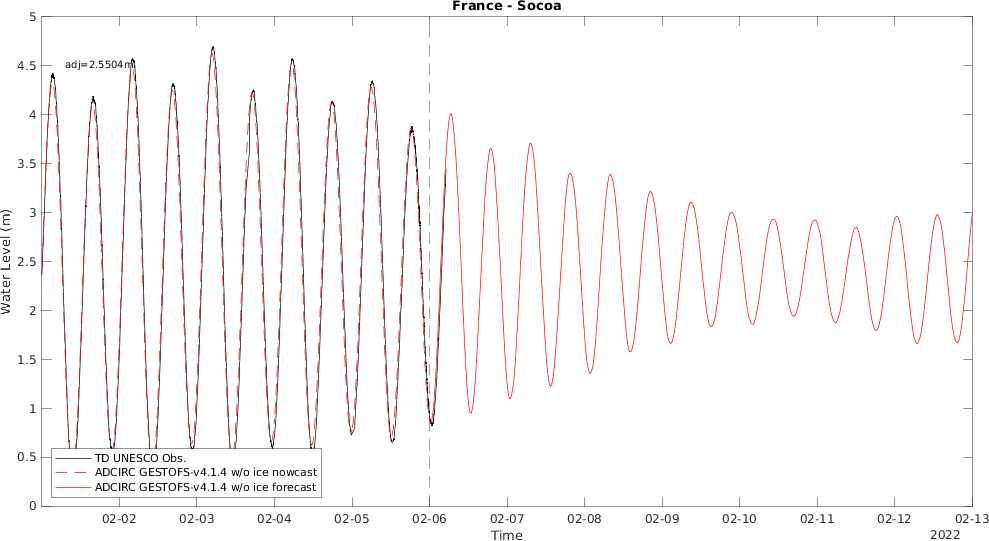 France - Socoa
5
4.5
4
3.5
3
2.5
2
1.5
1
0.5
0
Water Level (m)
adj=2.5504m
TD UNESCO Obs.
ADCIRC GESTOFS-v4.1.4 w/o ice nowcast
ADCIRC GESTOFS-v4.1.4 w/o ice forecast
02-02 02-03 02-04 02-05 02-06 02-07 02-08 02-09 02-10 02-11 02-12 02-13
Time
2022